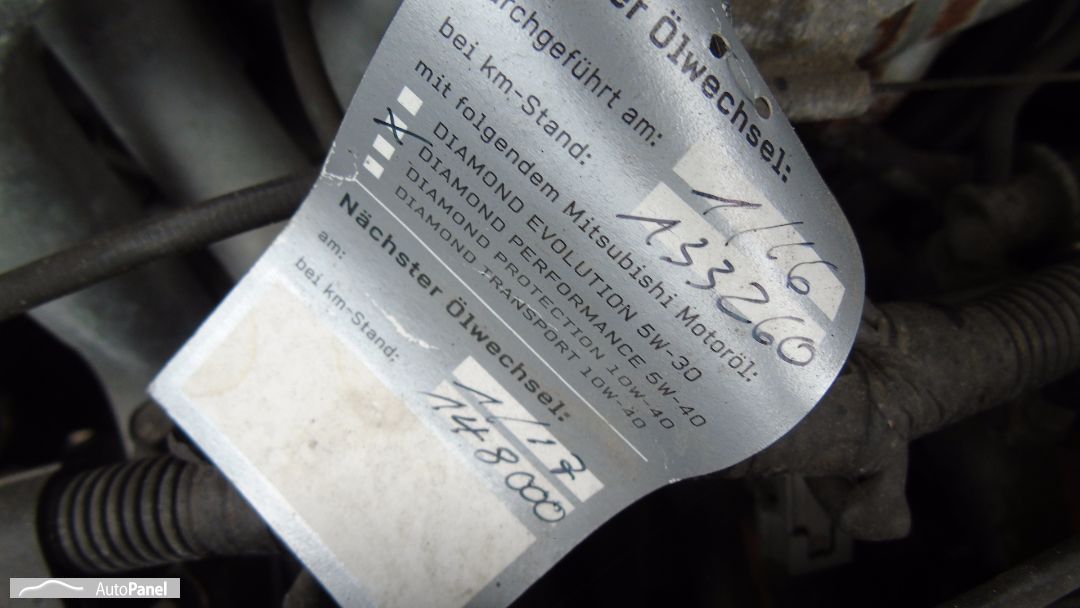 er Ölwechsel:
rchgeführt am: 1/16
bei km-Stand: 133260
mit folgendem Mitsubishi Motoröl:
DIAMOND EVOLUTION 5W-30
DIAMOND PERFORMANCE 5W-40
DIAMOND PROTECTION 10W-40
DIAMOND TRANSPORT 10W-40
Nächster Ölwechsel:
am: 1/17
bei km-Stand: 148000
AutoPanel